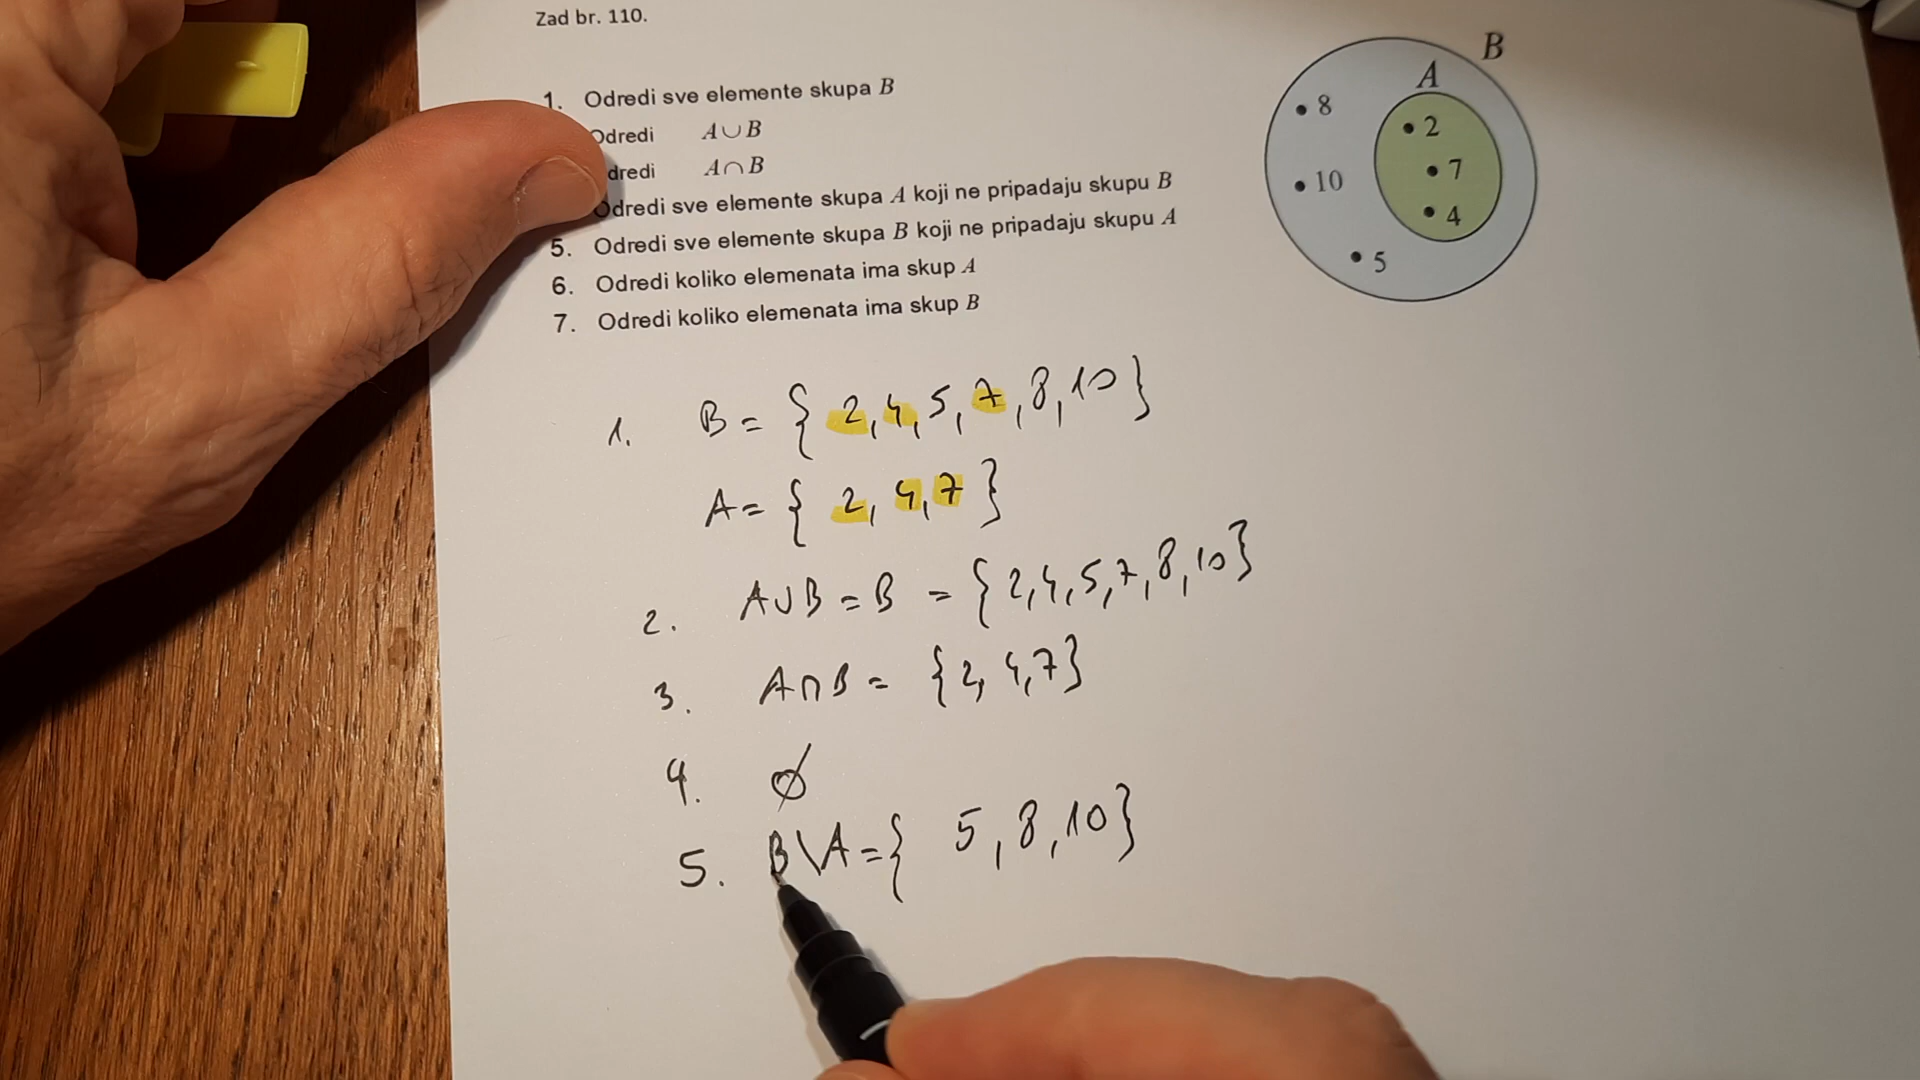 Zad br. 110.
1. Odredi sve elemente skupa B
Odredi A∪B
dredi A∩B
Odredi sve elemente skupa A koji ne pripadaju skupu B
5. Odredi sve elemente skupa B koji ne pripadaju skupu A
6. Odredi koliko elemenata ima skup A
7. Odredi koliko elemenata ima skup B
B
A
8
2
7
10
4
5
1. B = { 2, 4, 5, 7, 8, 10 }
A = { 2, 4, 7 }
2. A∪B = B = { 2, 4, 5, 7, 8, 10 }
3. A∩B = { 2, 4, 7 }
4. ∅
5. B\A = { 5, 8, 10 }